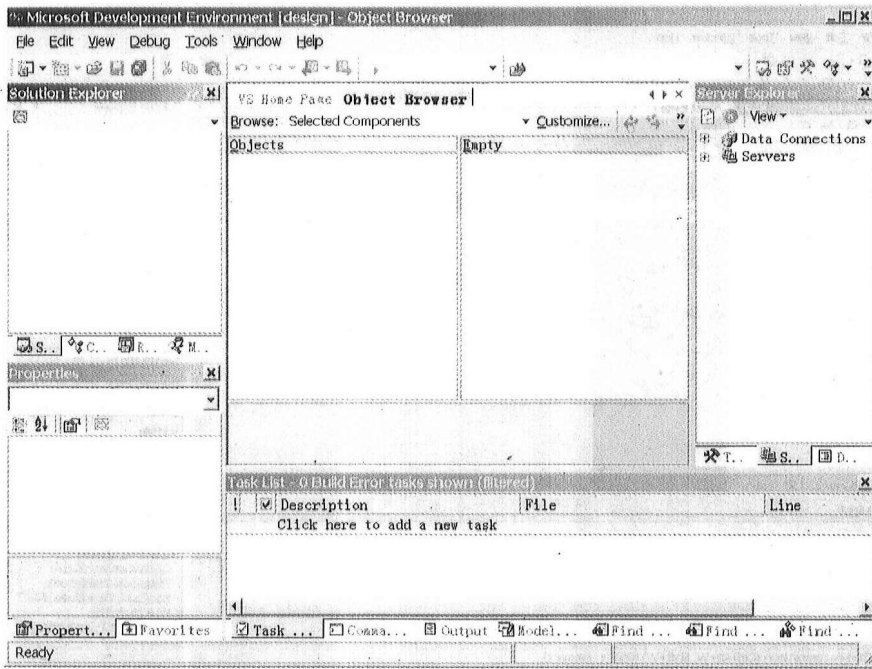 Microsoft Development Environment [design] - Object Browser
File Edit View Debug Tools Window Help
Solution Explorer
VS Home Page Object Browser
Server Explorer
Browse: Selected Components
Customize...
View
Objects
Empty
Data Connections
Servers
S..
C..
R..
M..
Properties
T..
S..
D..
Task List - 0 Build Error tasks shown (filtered)
! Description File Line
Click here to add a new task
Propert... Favorites
Task ... Comma... Output Model... Find ... Find ... Find ...
Ready